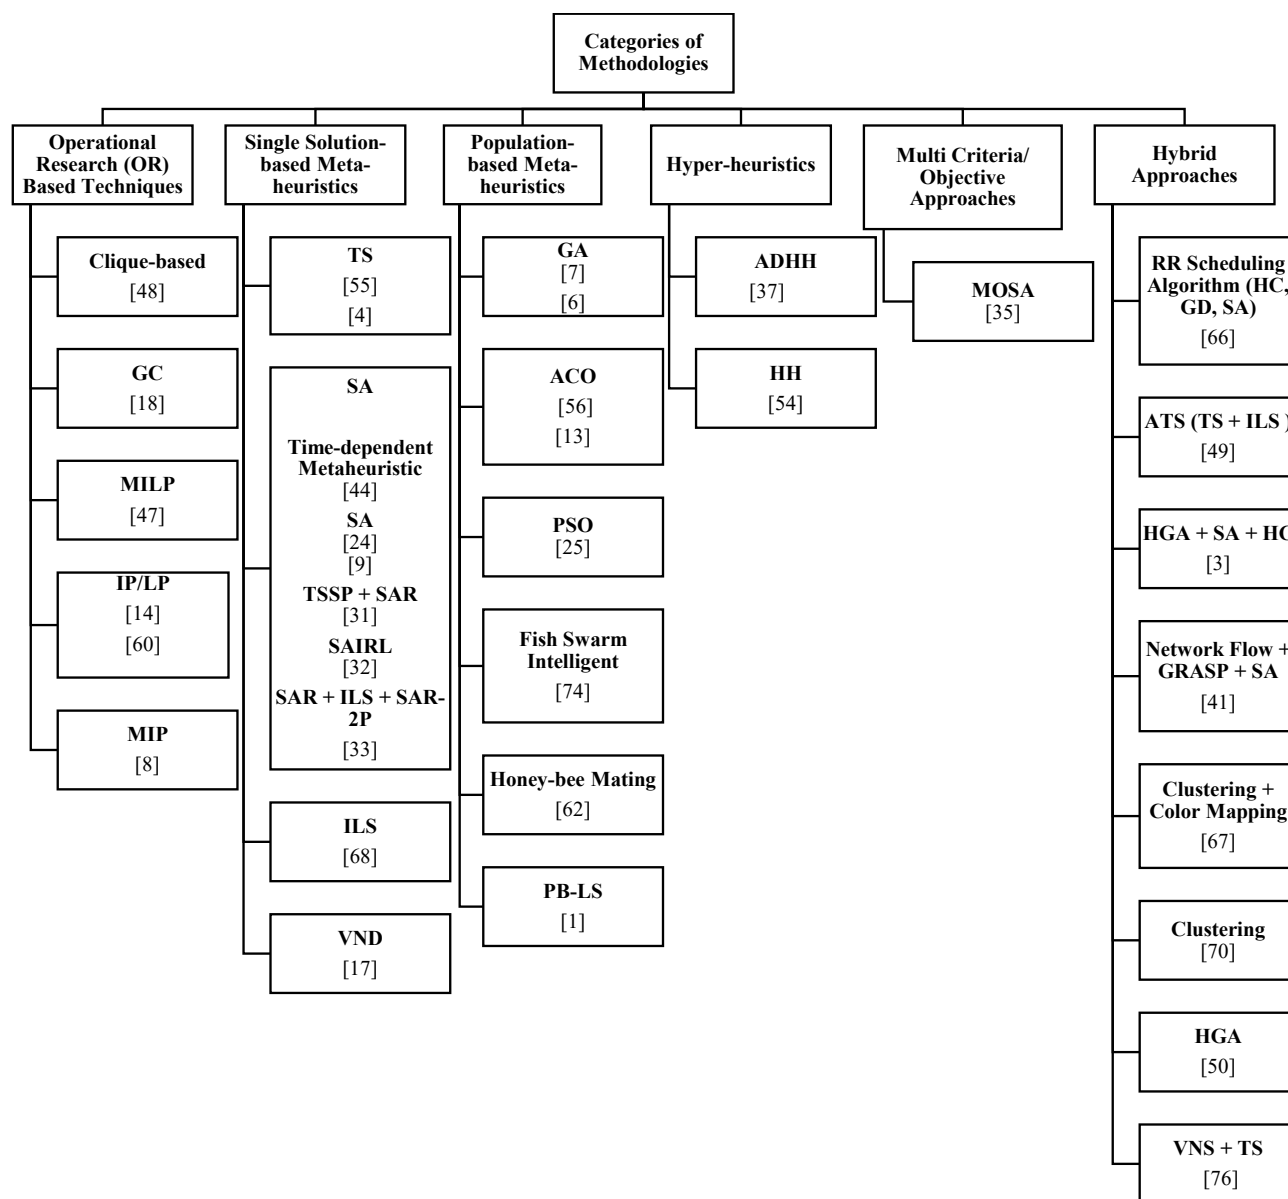 Categories of
Methodologies
Operational
Research (OR)
Based Techniques
Clique-based
[48]
GC
[18]
MILP
[47]
IP/LP
[14]
[60]
MIP
[8]
Single Solution-
based Meta-
heuristics
TS
[55]
[4]
SA
Time-dependent
Metaheuristic
[44]
SA
[24]
[9]
TSSP + SAR
[31]
SAIRL
[32]
SAR + ILS + SAR-
2P
[33]
ILS
[68]
VND
[17]
Population-
based Meta-
heuristics
GA
[7]
[6]
ACO
[56]
[13]
PSO
[25]
Fish Swarm
Intelligent
[74]
Honey-bee Mating
[62]
PB-LS
[1]
Hyper-heuristics
ADHH
[37]
HH
[54]
Multi Criteria/
Objective
Approaches
MOSA
[35]
Hybrid
Approaches
RR Scheduling
Algorithm (HC,
GD, SA)
[66]
ATS (TS + ILS )
[49]
HGA + SA + HC
[3]
Network Flow +
GRASP + SA
[41]
Clustering +
Color Mapping
[67]
Clustering
[70]
HGA
[50]
VNS + TS
[76]